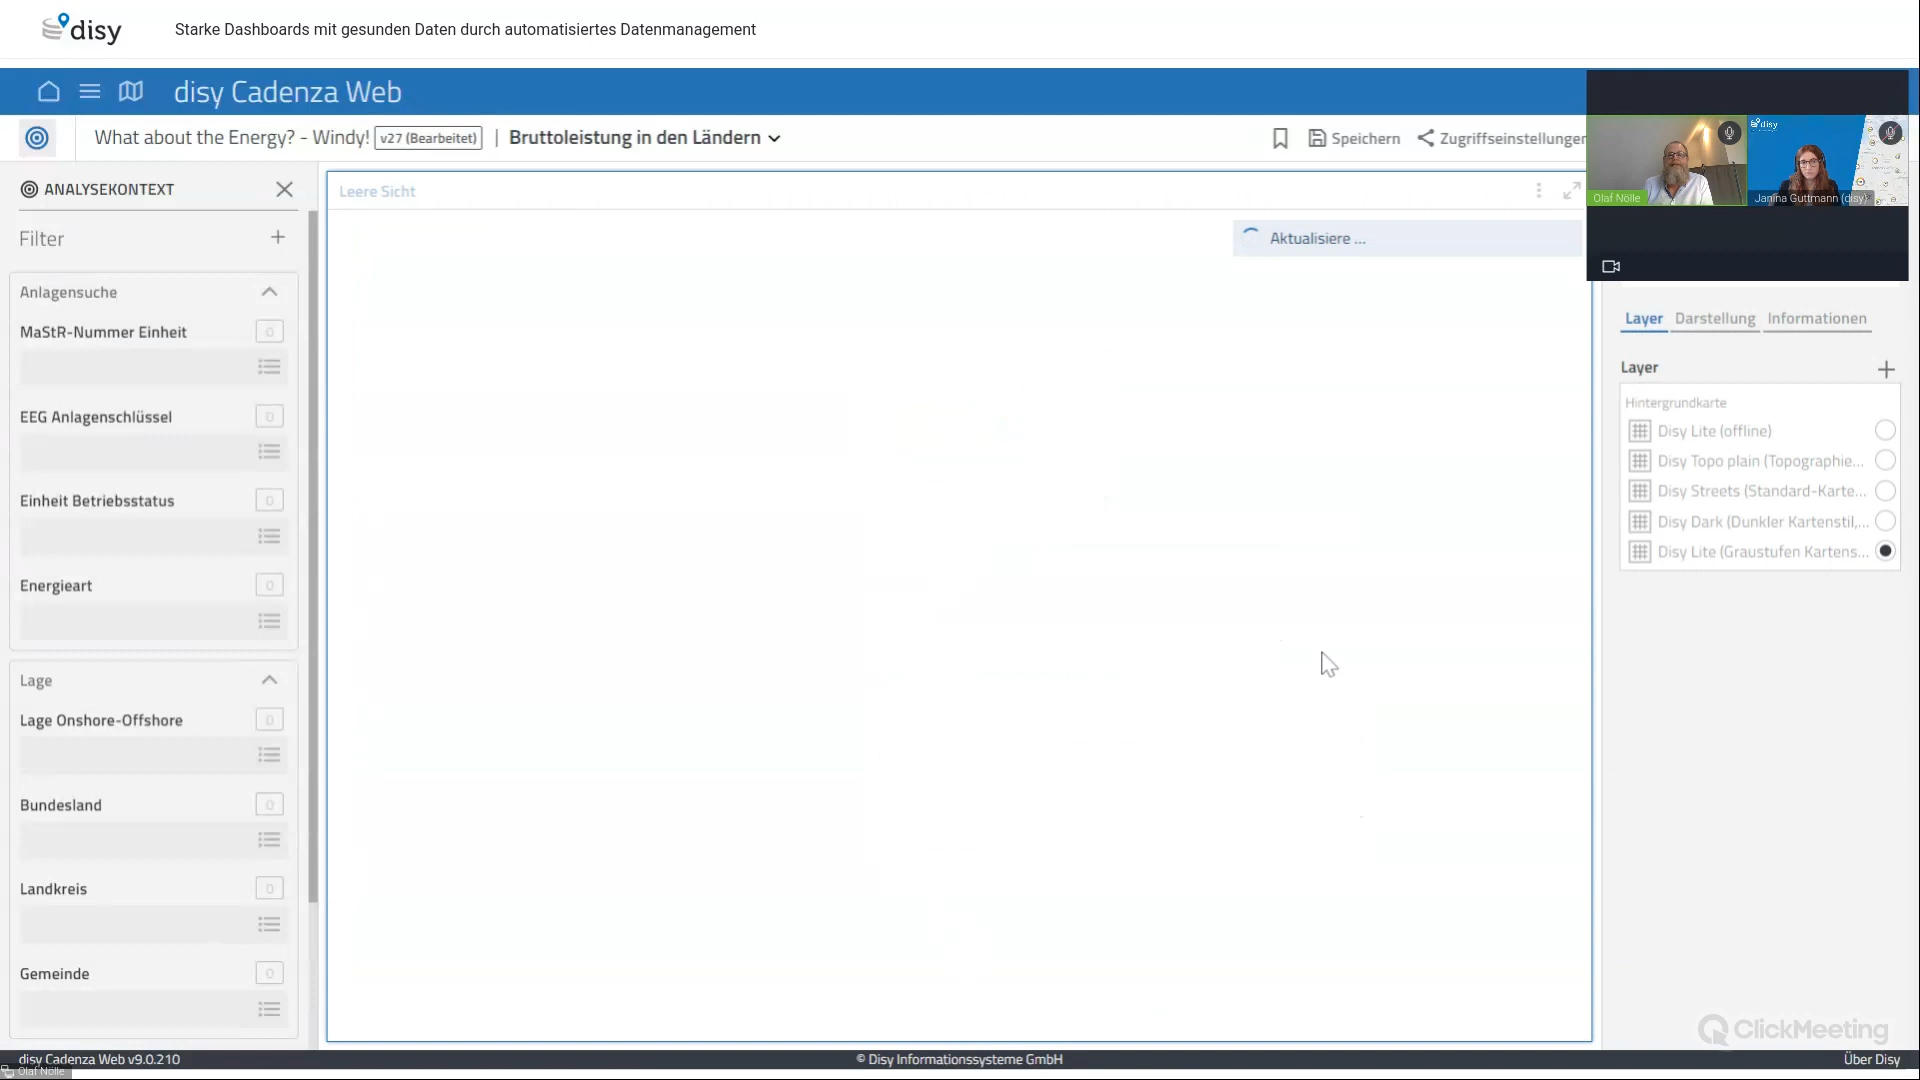 disy
Starke Dashboards mit gesunden Daten durch automatisiertes Datenmanagement
disy Cadenza Web
What about the Energy? - Windy! v27 (Bearbeitet) | Bruttoleistung in den Ländern
Speichern
Zugriffseinstellungen
disy
Olaf Nölle
Janina Guttmann (disy)
ANALYSEKONTEXT
Filter
Anlagensuche
MaStR-Nummer Einheit
0
EEG Anlagenschlüssel
0
Einheit Betriebsstatus
0
Energieart
0
Lage
Lage Onshore-Offshore
0
Bundesland
0
Landkreis
0
Gemeinde
0
Leere Sicht
Aktualisiere ...
Layer Darstellung Informationen
Layer
Hintergrundkarte
Disy Lite (offline)
Disy Topo plain (Topographie...
Disy Streets (Standard-Karte...
Disy Dark (Dunkler Kartenstil,...
Disy Lite (Graustufen Kartens...
ClickMeeting
disy Cadenza Web v9.0.210
© Disy Informationssysteme GmbH
Über Disy
Olaf Nölle